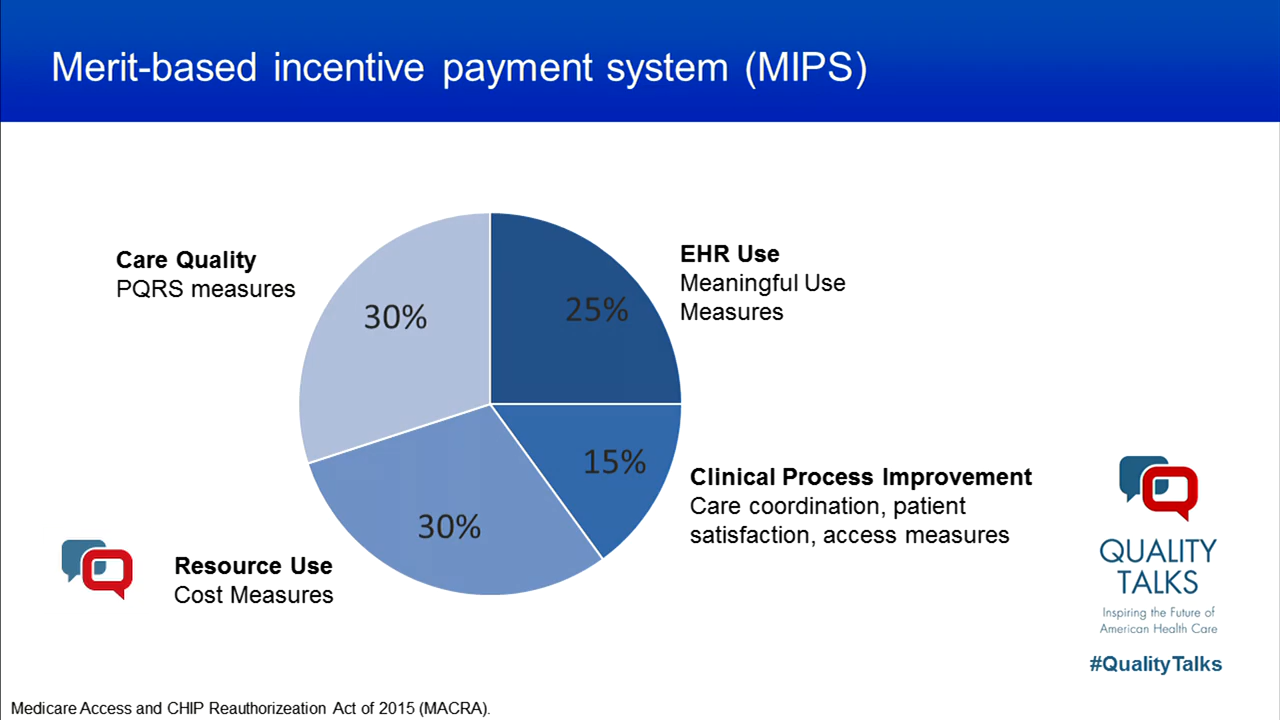 Merit-based incentive payment system (MIPS)
Care Quality
PQRS measures
30%
25%
EHR Use
Meaningful Use
Measures
15%
Clinical Process Improvement
Care coordination, patient
satisfaction, access measures
30%
Resource Use
Cost Measures
QUALITY
TALKS
Inspiring the Future of
American Health Care
#QualityTalks
Medicare Access and CHIP Reauthorizeation Act of 2015 (MACRA).